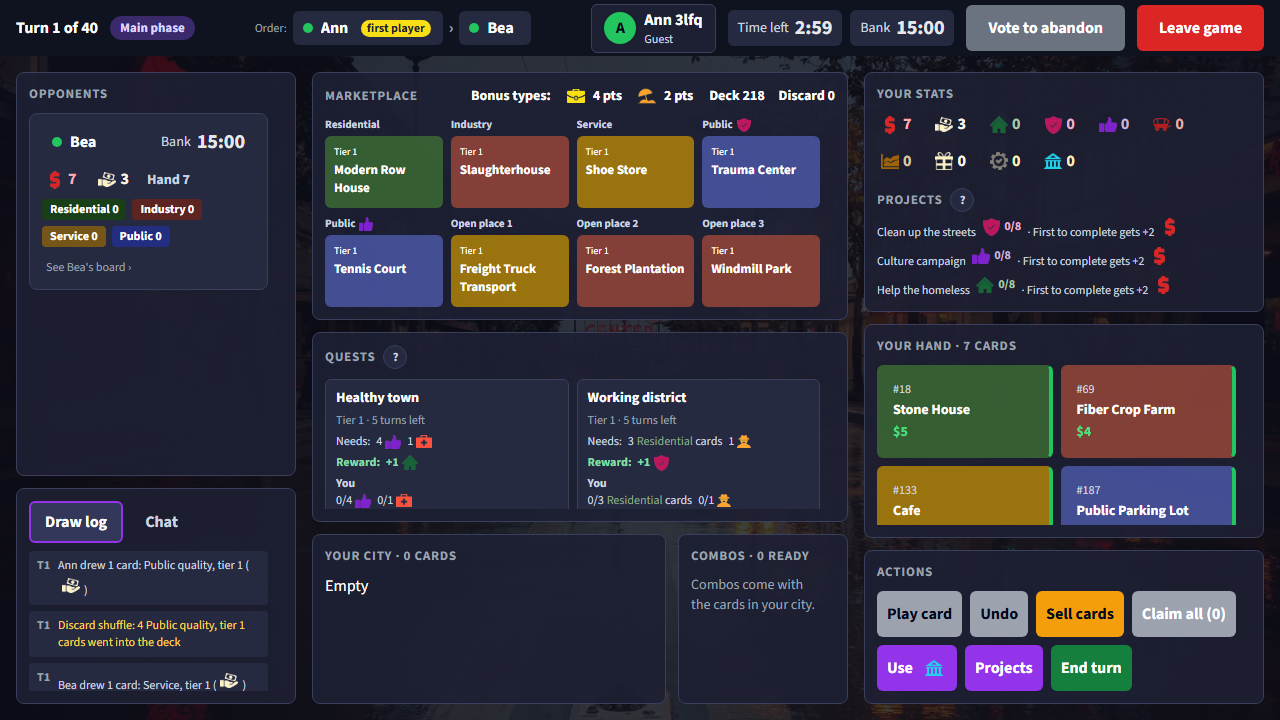 Turn 1 of 40 Main phase Order: Ann first player › Bea A Ann 3lfq Guest Time left 2:59 Bank 15:00 Vote to abandon Leave game
OPPONENTS
Bea Bank 15:00
7 3 Hand 7
Residential 0 Industry 0
Service 0 Public 0
See Bea's board ›
Draw log Chat
T1 Ann drew 1 card: Public quality, tier 1 (
)
T1 Discard shuffle: 4 Public quality, tier 1
cards went into the deck
T1 Bea drew 1 card: Service, tier 1 ( )
MARKETPLACE Bonus types: 4 pts 2 pts Deck 218 Discard 0
Residential Industry Service Public
Tier 1 Tier 1 Tier 1 Tier 1
Modern Row Slaughterhouse Shoe Store Trauma Center
House
Public Open place 1 Open place 2 Open place 3
Tier 1 Tier 1 Tier 1 Tier 1
Tennis Court Freight Truck Forest Plantation Windmill Park
Transport
QUESTS ?
Healthy town
Tier 1 · 5 turns left
Needs: 4 1
Reward: +1
You
0/4 0/1
Working district
Tier 1 · 5 turns left
Needs: 3 Residential cards 1
Reward: +1
You
0/3 Residential cards 0/1
YOUR CITY · 0 CARDS
Empty
COMBOS · 0 READY
Combos come with
the cards in your city.
YOUR STATS
7 3 0 0 0 0
0 0 0 0
PROJECTS ?
Clean up the streets 0/8 · First to complete gets +2
Culture campaign 0/8 · First to complete gets +2
Help the homeless 0/8 · First to complete gets +2
YOUR HAND · 7 CARDS
#18 #69
Stone House Fiber Crop Farm
$5 $4
#133 #187
Cafe Public Parking Lot
ACTIONS
Play card Undo Sell cards Claim all (0)
Use Projects End turn